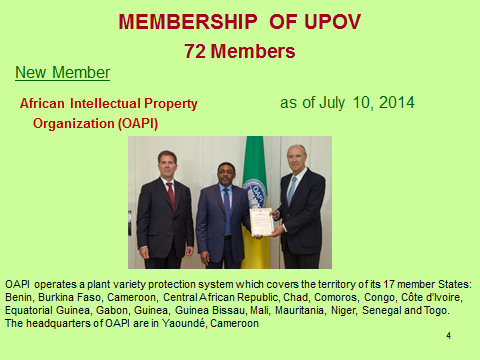 MEMBERSHIP OF UPOV
72 Members
New Member
African Intellectual Property as of July 10, 2014
Organization (OAPI)
OAPI
OAPI operates a plant variety protection system which covers the territory of its 17 member States:
Benin, Burkina Faso, Cameroon, Central African Republic, Chad, Comoros, Congo, Côte d'Ivoire,
Equatorial Guinea, Gabon, Guinea, Guinea Bissau, Mali, Mauritania, Niger, Senegal and Togo.
The headquarters of OAPI are in Yaoundé, Cameroon
4